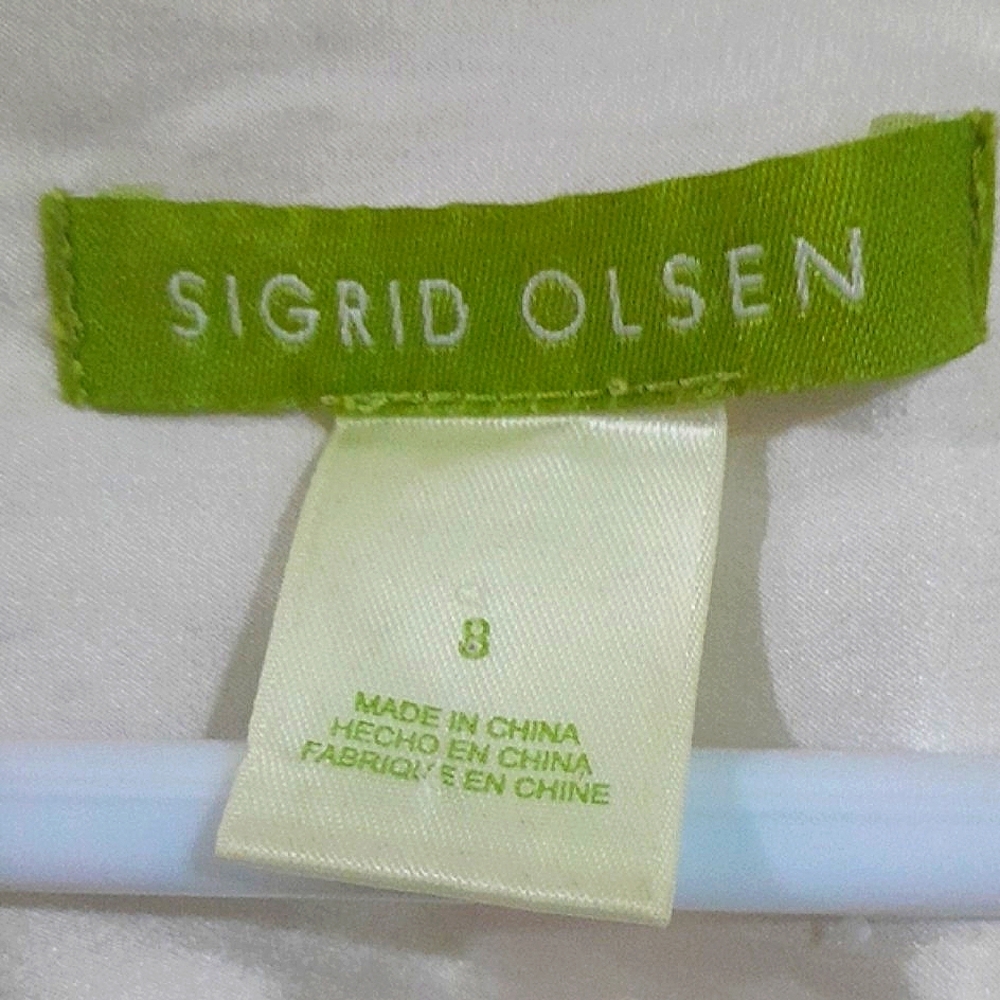 SIGRID OLSEN
8
MADE IN CHINA
HECHO EN CHINA
FABRIQUE EN CHINE